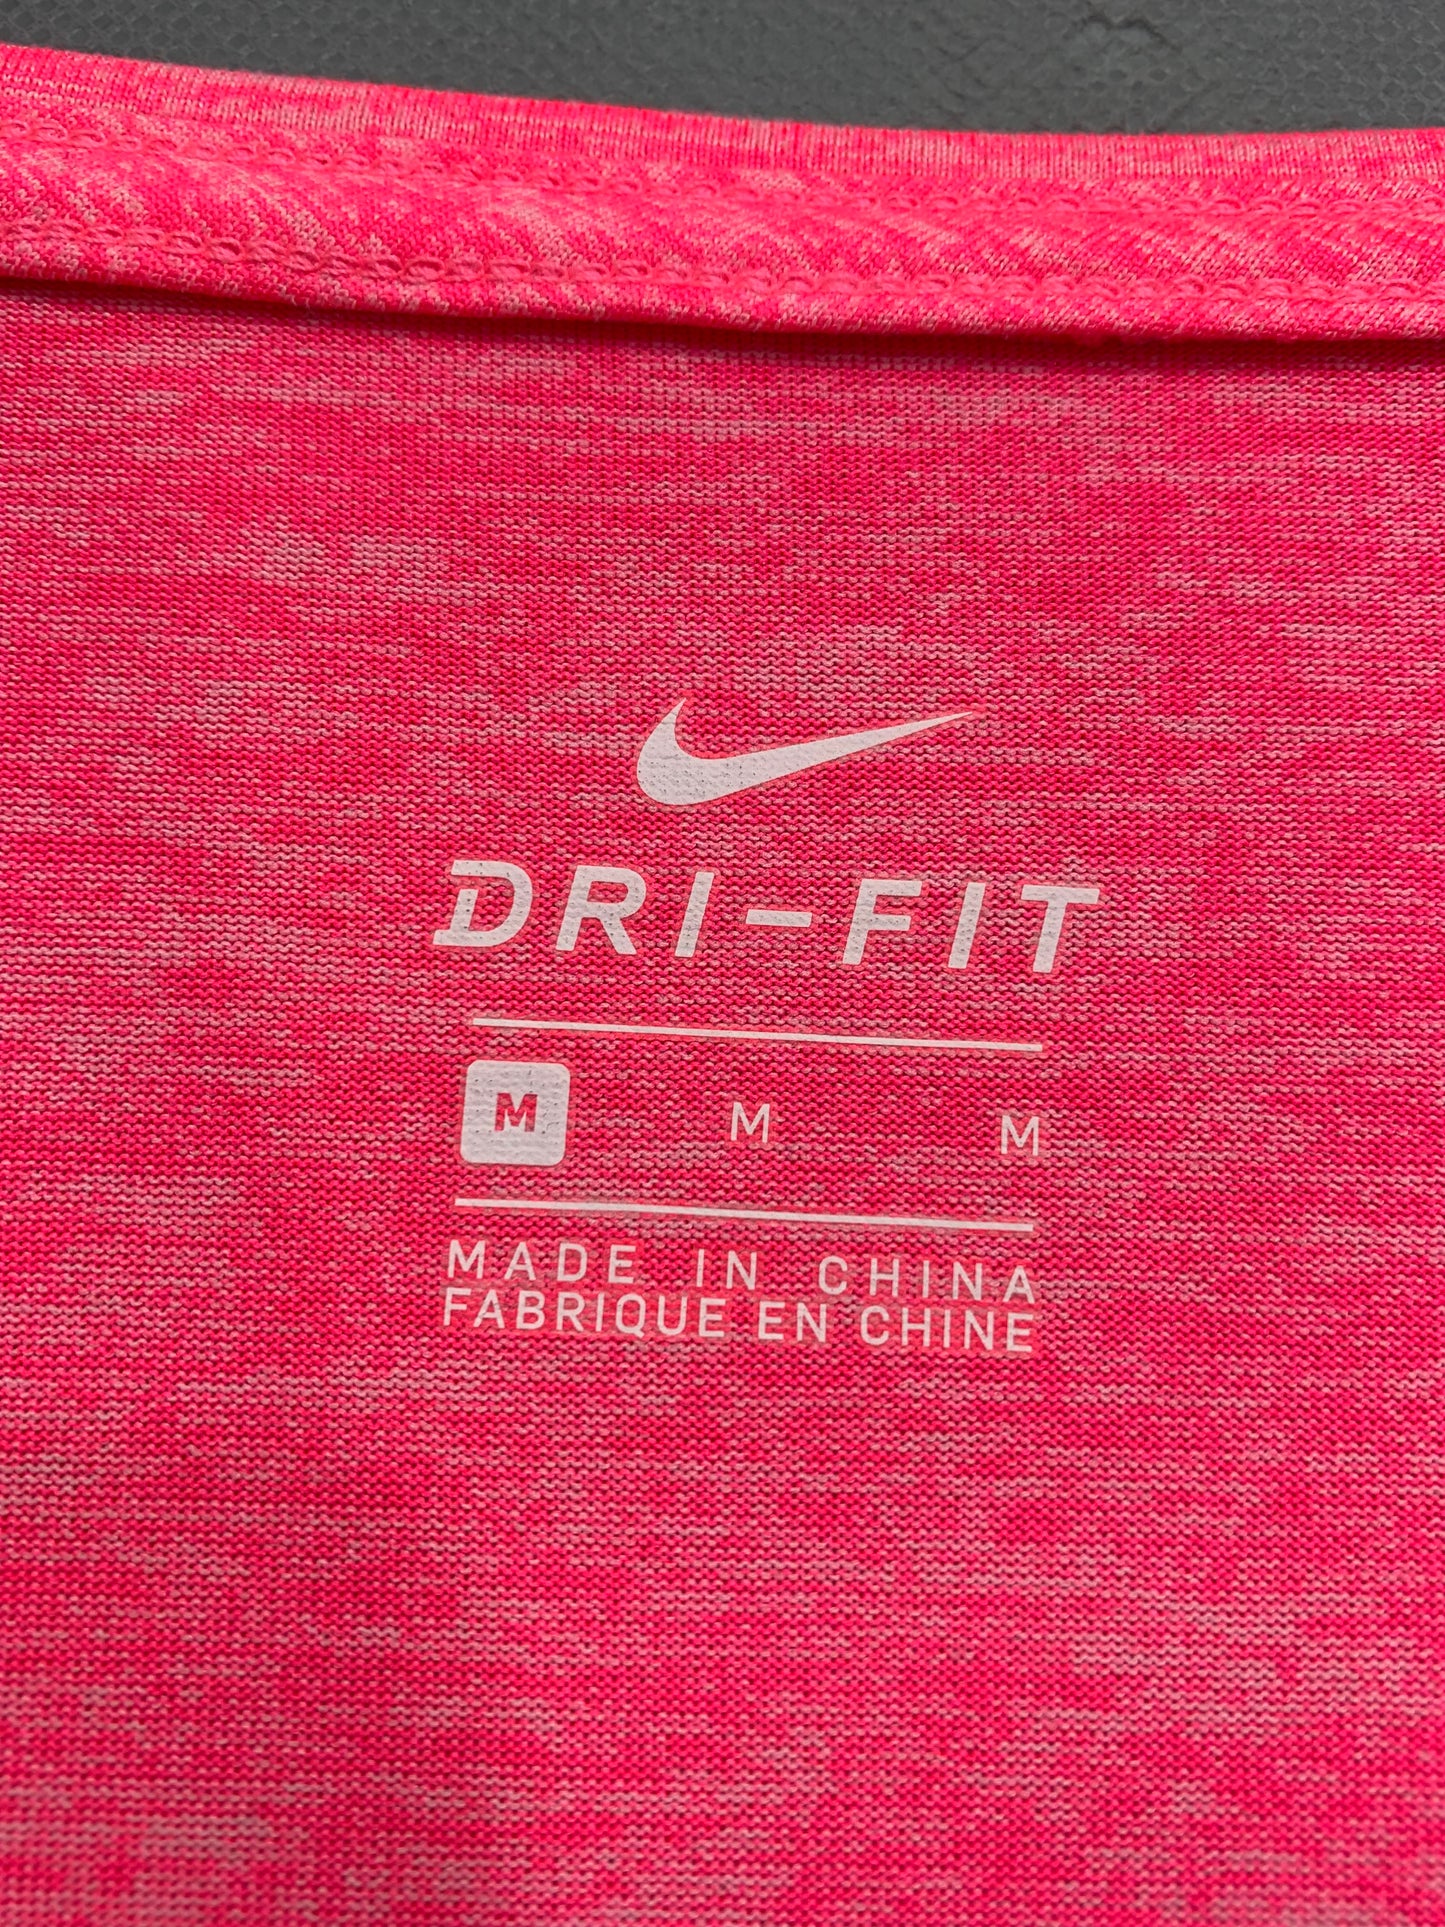 DRI-FIT
M M M
MADE IN CHINA
FABRIQUE EN CHINE